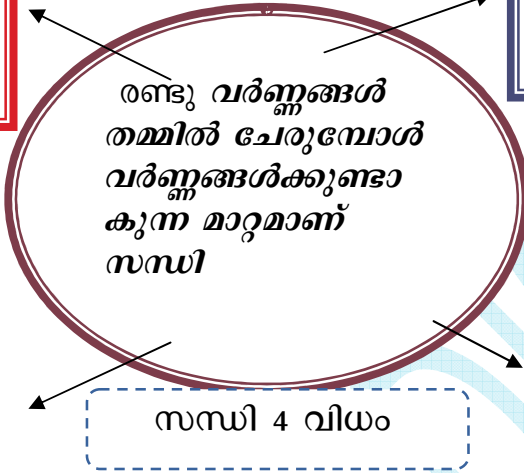 രണ്ടു വർണ്ണങ്ങൾ
തമ്മിൽ ചേരുമ്പോൾ
വർണ്ണങ്ങൾക്കുണ്ടാ
കുന്ന മാറ്റമാണ്
സന്ധി
സന്ധി 4 വിധം